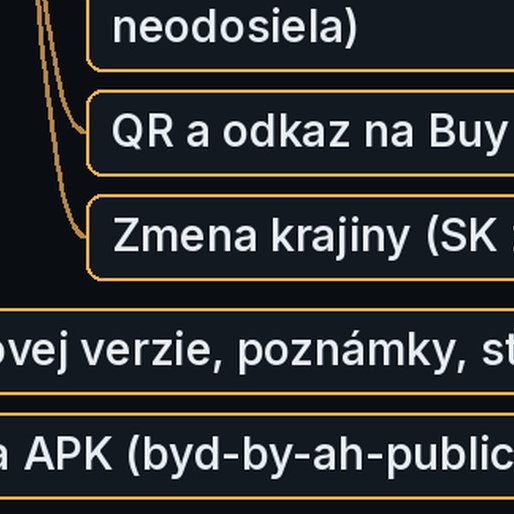 neodosiela)
QR a odkaz na Buy
Zmena krajiny (SK
ovej verzie, poznámky, st
a APK (byd-by-ah-public